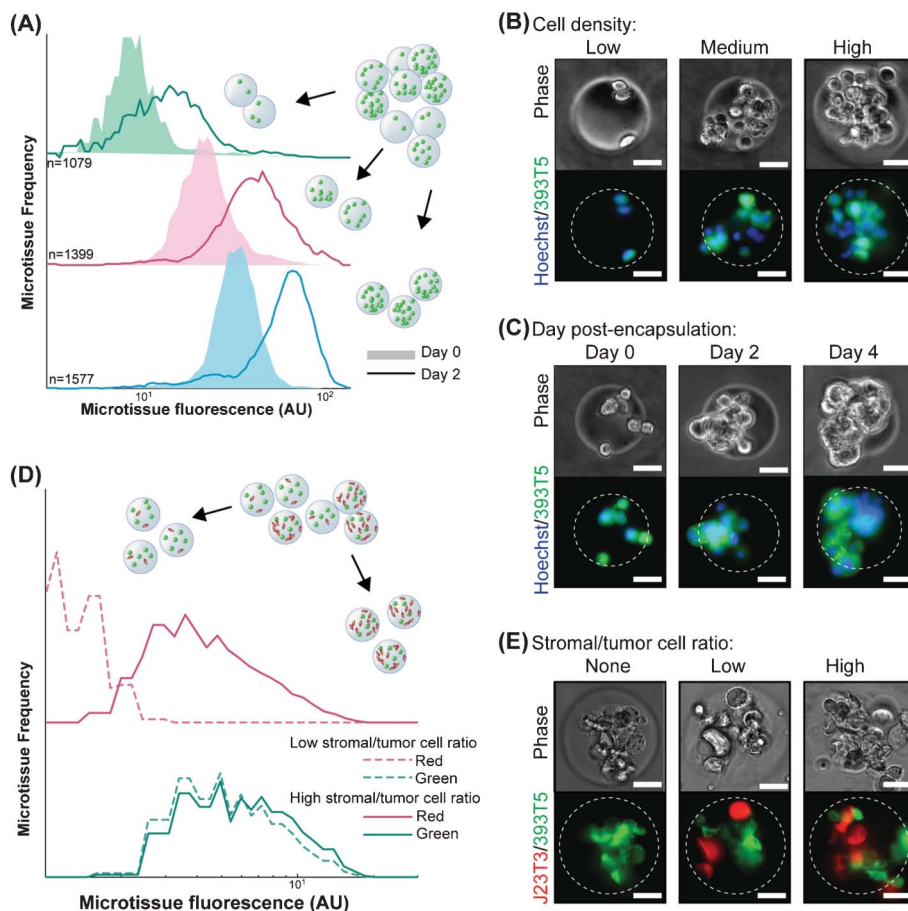 (A)
Microtissue Frequency
n=1079
n=1399
n=1577
Day 0
Day 2
10¹
10²
Microtissue fluorescence (AU)
(B) Cell density:
Low
Medium
High
Phase
Hoechst/393T5
(C) Day post-encapsulation:
Day 0
Day 2
Day 4
Phase
Hoechst/393T5
(D)
Microtissue Frequency
Low stromal/tumor cell ratio
Red
Green
High stromal/tumor cell ratio
Red
Green
10¹
Microtissue fluorescence (AU)
(E) Stromal/tumor cell ratio:
None
Low
High
Phase
J23T3/393T5